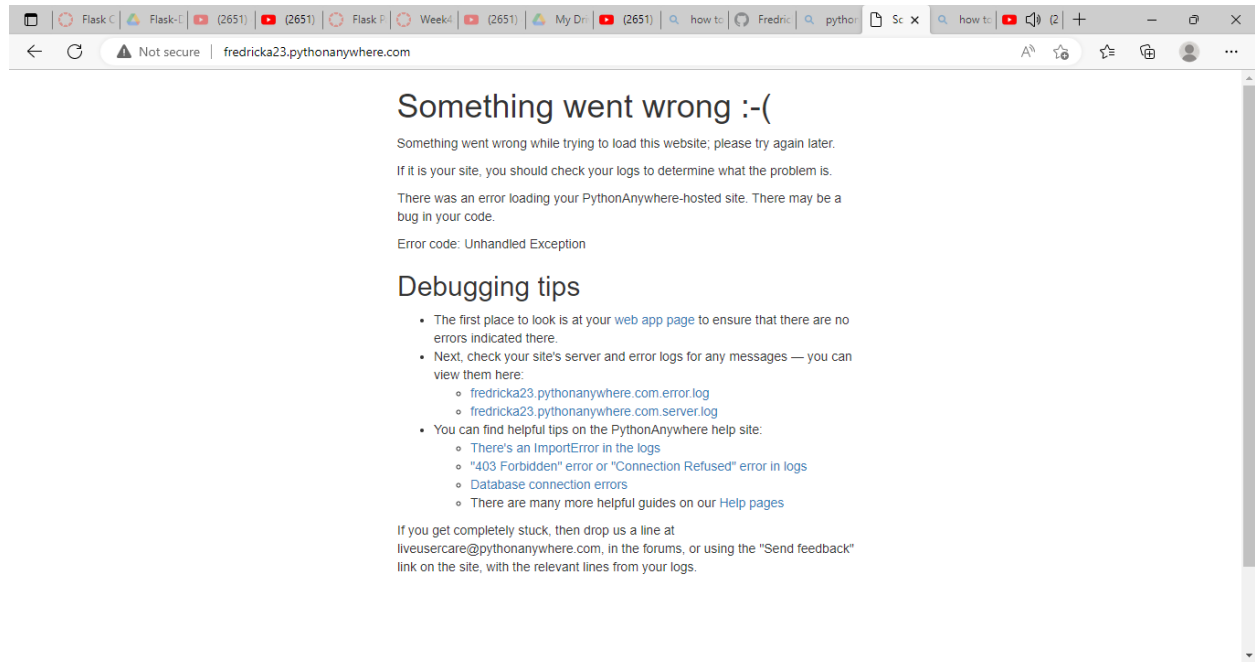 Flask C
Flask-D
(2651)
(2651)
Flask P
Week4
(2651)
My Dri
(2651)
how to
Fredric
python
Sc
how to
(2
Not secure
fredricka23.pythonanywhere.com
Something went wrong :-(
Something went wrong while trying to load this website; please try again later.
If it is your site, you should check your logs to determine what the problem is.
There was an error loading your PythonAnywhere-hosted site. There may be a
bug in your code.
Error code: Unhandled Exception
Debugging tips
• The first place to look is at your web app page to ensure that there are no
errors indicated there.
• Next, check your site's server and error logs for any messages — you can
view them here:
fredricka23.pythonanywhere.com.error.log
fredricka23.pythonanywhere.com.server.log
• You can find helpful tips on the PythonAnywhere help site:
There's an ImportError in the logs
"403 Forbidden" error or "Connection Refused" error in logs
Database connection errors
There are many more helpful guides on our Help pages
If you get completely stuck, then drop us a line at
liveusercare@pythonanywhere.com, in the forums, or using the "Send feedback"
link on the site, with the relevant lines from your logs.